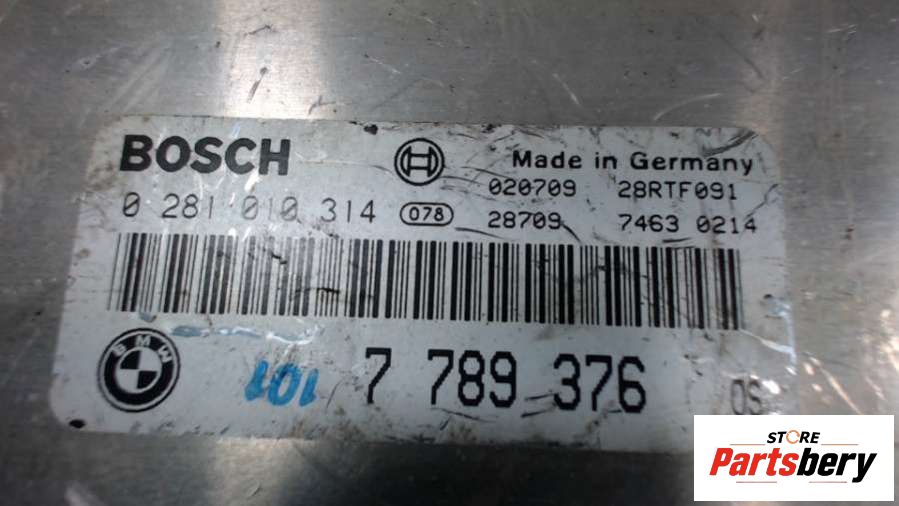 BOSCH
Made in Germany
020709 28RTF091
0 281 010 314 078 28709 7463 0214
BMW
101 7 789 376
STORE
Partsbery